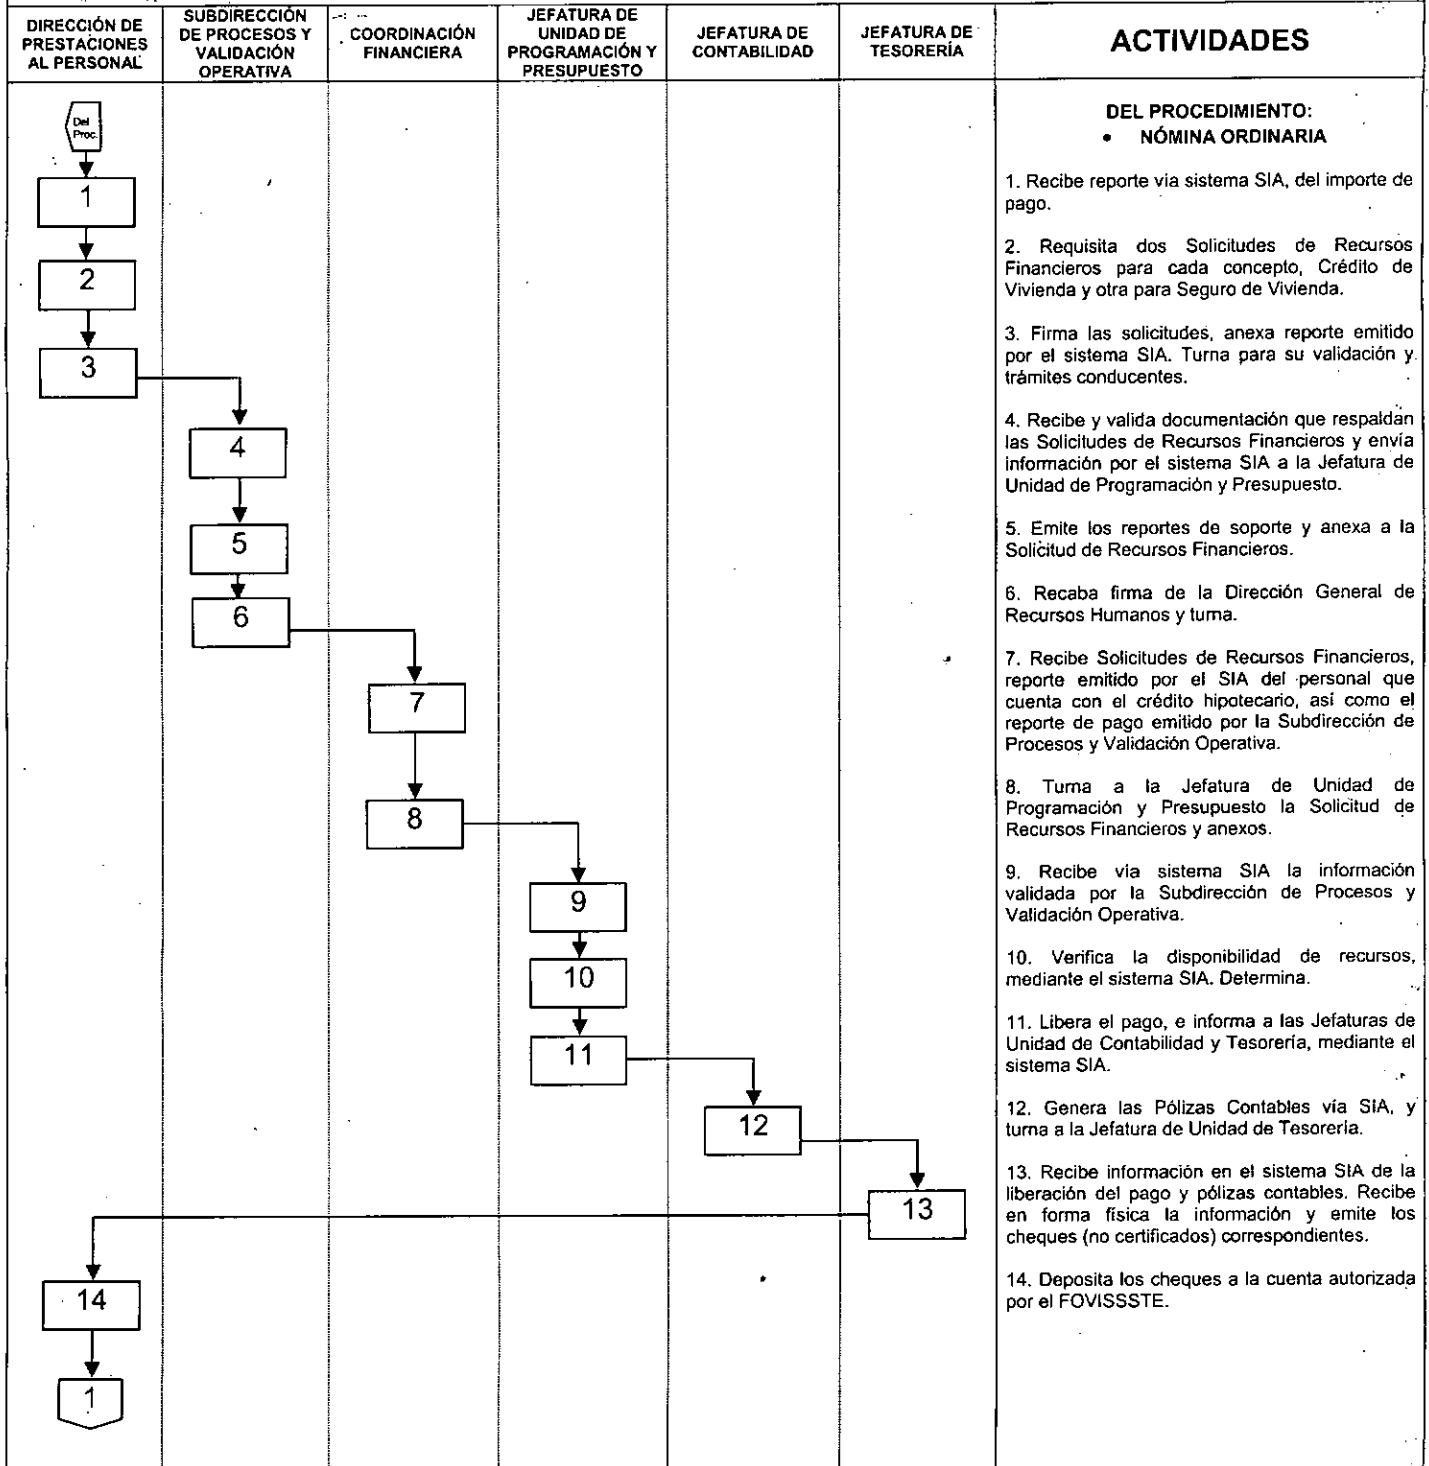 DIRECCIÓN DE
PRESTACIONES
AL PERSONAL
SUBDIRECCIÓN
DE PROCESOS Y
VALIDACIÓN
OPERATIVA
COORDINACIÓN
FINANCIERA
JEFATURA DE
UNIDAD DE
PROGRAMACIÓN Y
PRESUPUESTO
JEFATURA DE
CONTABILIDAD
JEFATURA DE
TESORERÍA
ACTIVIDADES
Del
Proc.
1
2
3
4
5
6
7
8
9
10
11
12
13
14
1
DEL PROCEDIMIENTO:
• NÓMINA ORDINARIA
1. Recibe reporte via sistema SIA, del importe de
pago.
2. Requisita dos Solicitudes de Recursos
Financieros para cada concepto, Crédito de
Vivienda y otra para Seguro de Vivienda.
3. Firma las solicitudes, anexa reporte emitido
por el sistema SIA. Turna para su validación y
trámites conducentes.
4. Recibe y valida documentación que respaldan
las Solicitudes de Recursos Financieros y envía
información por el sistema SIA a la Jefatura de
Unidad de Programación y Presupuesto.
5. Emite los reportes de soporte y anexa a la
Solicitud de Recursos Financieros.
6. Recaba firma de la Dirección General de
Recursos Humanos y turna.
7. Recibe Solicitudes de Recursos Financieros,
reporte emitido por el SIA del personal que
cuenta con el crédito hipotecario, así como el
reporte de pago emitido por la Subdirección de
Procesos y Validación Operativa.
8. Turna a la Jefatura de Unidad de
Programación y Presupuesto la Solicitud de
Recursos Financieros y anexos.
9. Recibe vía sistema SIA la información
validada por la Subdirección de Procesos y
Validación Operativa.
10. Verifica la disponibilidad de recursos,
mediante el sistema SIA. Determina.
11. Libera el pago, e informa a las Jefaturas de
Unidad de Contabilidad y Tesorería, mediante el
sistema SIA.
12. Genera las Pólizas Contables vía SIA, y
turna a la Jefatura de Unidad de Tesorería.
13. Recibe información en el sistema SIA de la
liberación del pago y pólizas contables. Recibe
en forma física la información y emite los
cheques (no certificados) correspondientes.
14. Deposita los cheques a la cuenta autorizada
por el FOVISSSTE.